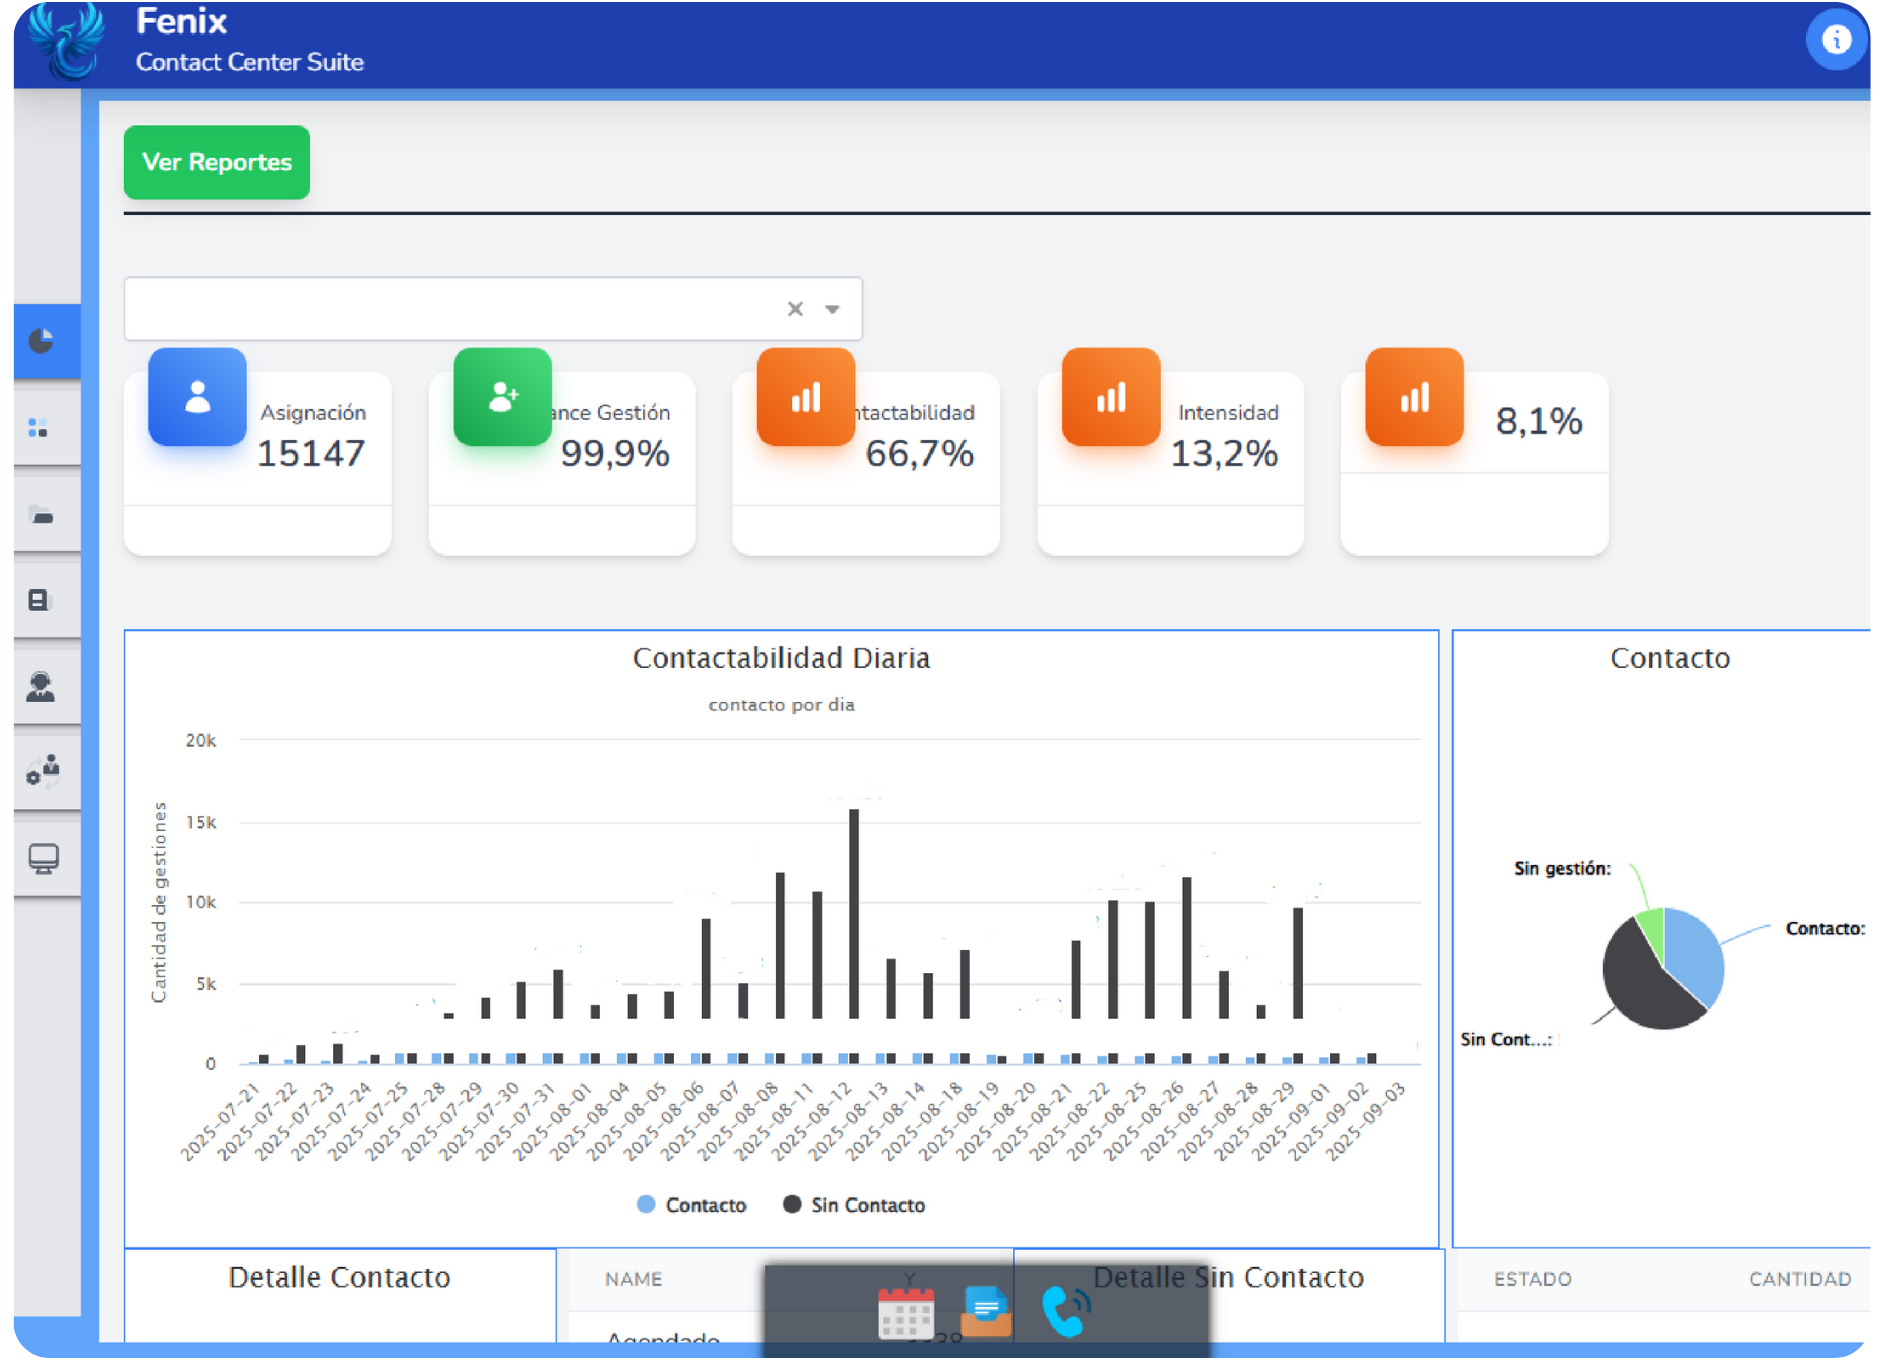 Fenix
Contact Center Suite
Ver Reportes
Asignación
15147
ance Gestión
99,9%
ntactabilidad
66,7%
Intensidad
13,2%
8,1%
Contactabilidad Diaria
contacto por dia
Cantidad de gestiones
20k
15k
10k
5k
0
2025-07-21
2025-07-22
2025-07-23
2025-07-24
2025-07-25
2025-07-28
2025-07-29
2025-07-30
2025-07-31
2025-08-01
2025-08-04
2025-08-05
2025-08-06
2025-08-07
2025-08-08
2025-08-11
2025-08-12
2025-08-13
2025-08-14
2025-08-18
2025-08-19
2025-08-20
2025-08-21
2025-08-22
2025-08-25
2025-08-26
2025-08-27
2025-08-28
2025-08-29
2025-09-01
2025-09-02
2025-09-03
Contacto
Sin Contacto
Contacto
Sin gestión:
Contacto:
Sin Cont...:
Detalle Contacto
NAME
Y
Agendado
Detalle Sin Contacto
ESTADO
CANTIDAD